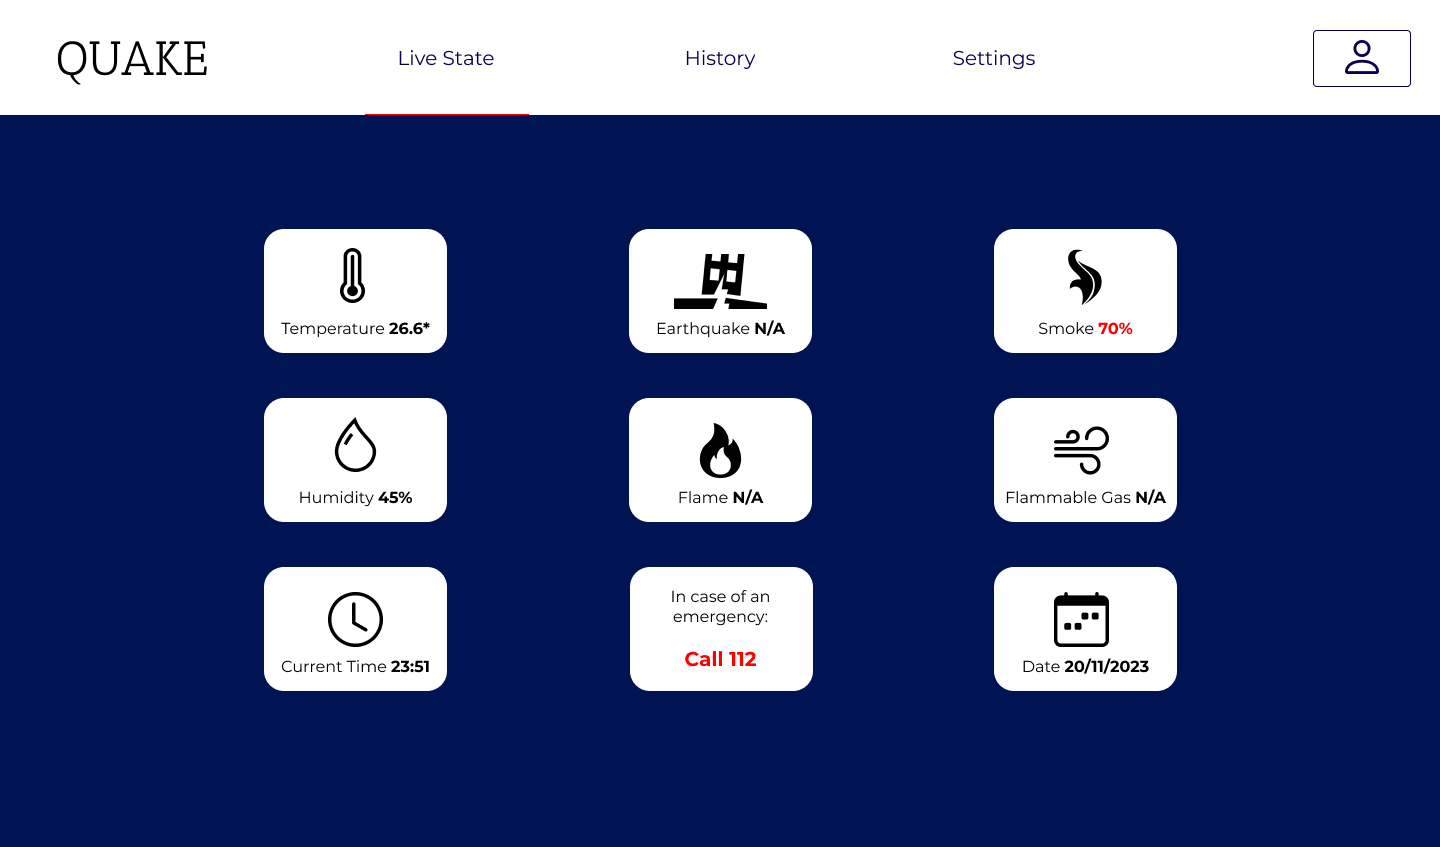 QUAKE
Live State
History
Settings
Temperature 26.6*
Earthquake N/A
Smoke 70%
Humidity 45%
Flame N/A
Flammable Gas N/A
Current Time 23:51
In case of an
emergency:
Call 112
Date 20/11/2023